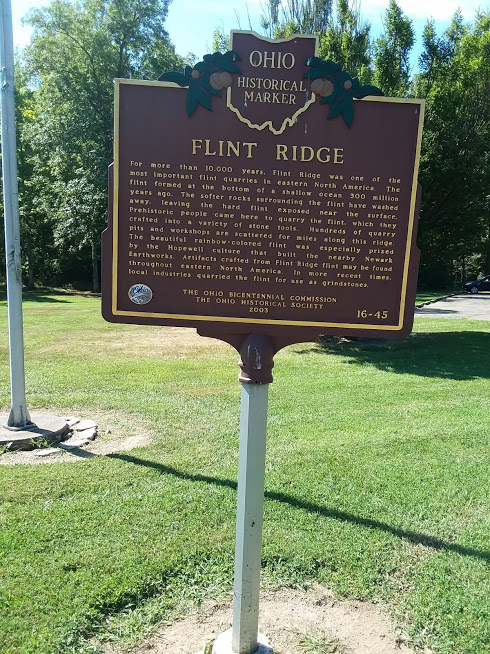 OHIO
HISTORICAL
MARKER
FLINT RIDGE
For more than 10,000 years, Flint Ridge was one of the
most important flint quarries in eastern North America. The
flint formed at the bottom of a shallow ocean 300 million
years ago. The softer rocks surrounding the flint have washed
away, leaving the hard flint exposed near the surface.
Prehistoric people came here to quarry the flint, which they
crafted into a variety of stone tools. Hundreds of quarry
pits and workshops are scattered for miles along this ridge.
The beautiful rainbow-colored flint was especially prized
by the Hopewell culture that built the nearby Newark
Earthworks. Artifacts crafted from Flint Ridge flint may be found
throughout eastern North America. In more recent times,
local industries quarried the flint for use as grindstones.
THE OHIO BICENTENNIAL COMMISSION
THE OHIO HISTORICAL SOCIETY
2003
16-45